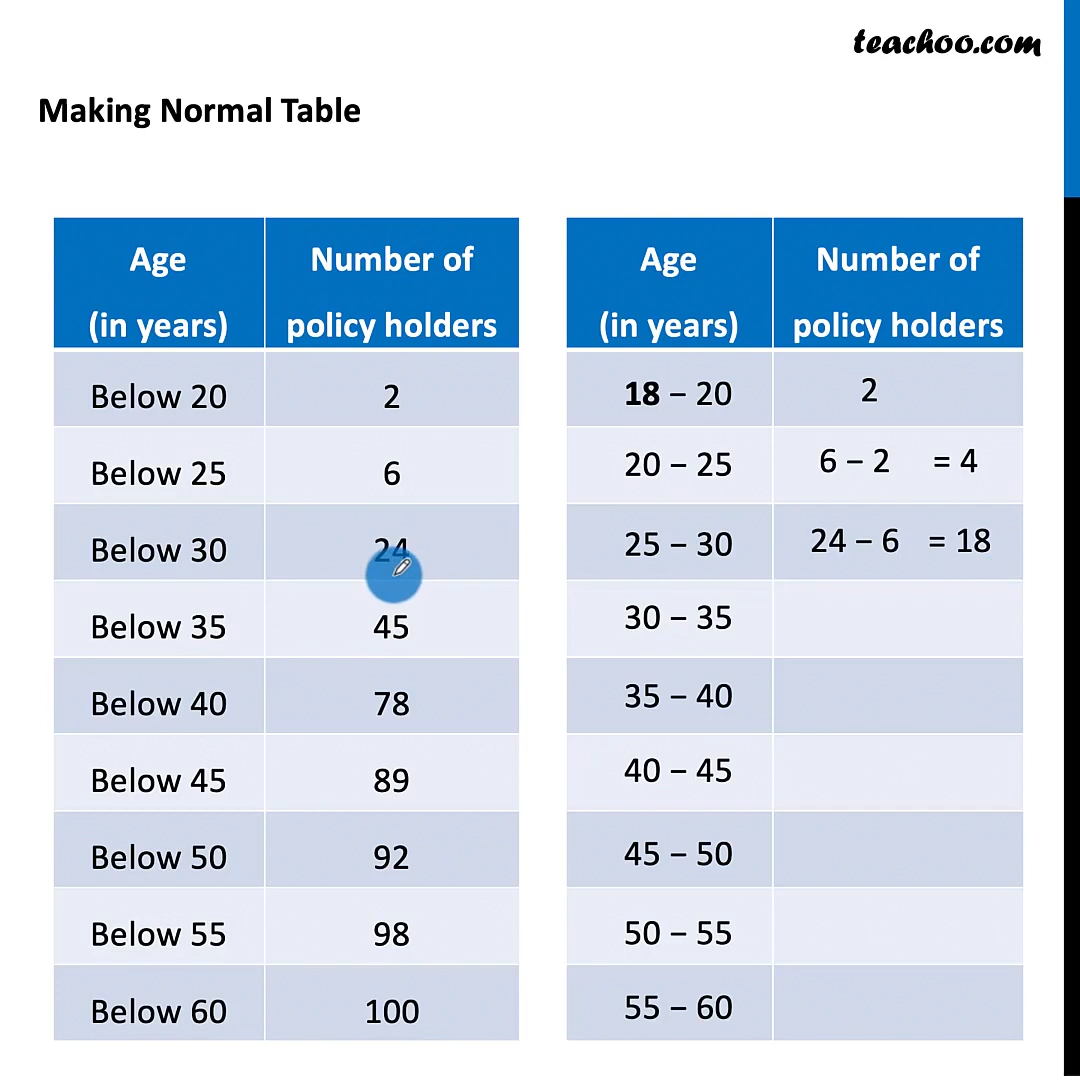 teachoo.com
Making Normal Table
Age (in years) Number of policy holders
Below 20 2
Below 25 6
Below 30 24
Below 35 45
Below 40 78
Below 45 89
Below 50 92
Below 55 98
Below 60 100
Age (in years) Number of policy holders
18 – 20 2
20 – 25 6 – 2 = 4
25 – 30 24 – 6 = 18
30 – 35
35 – 40
40 – 45
45 – 50
50 – 55
55 – 60